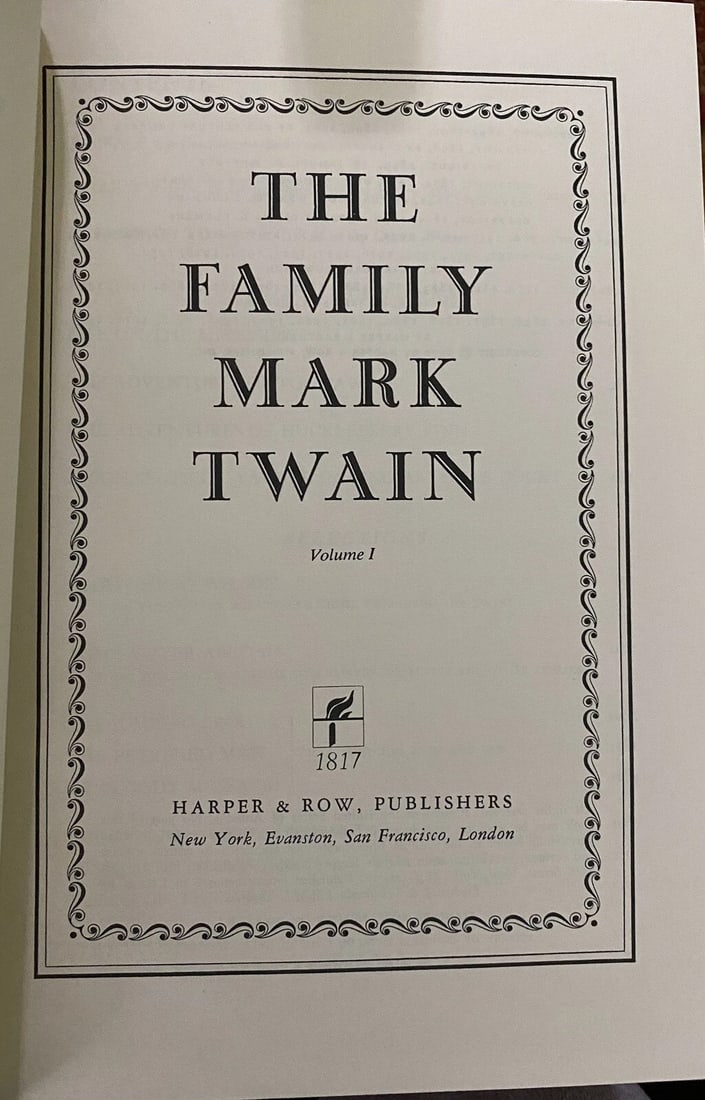 THE
FAMILY
MARK
TWAIN
Volume I
1817
HARPER & ROW, PUBLISHERS
New York, Evanston, San Francisco, London